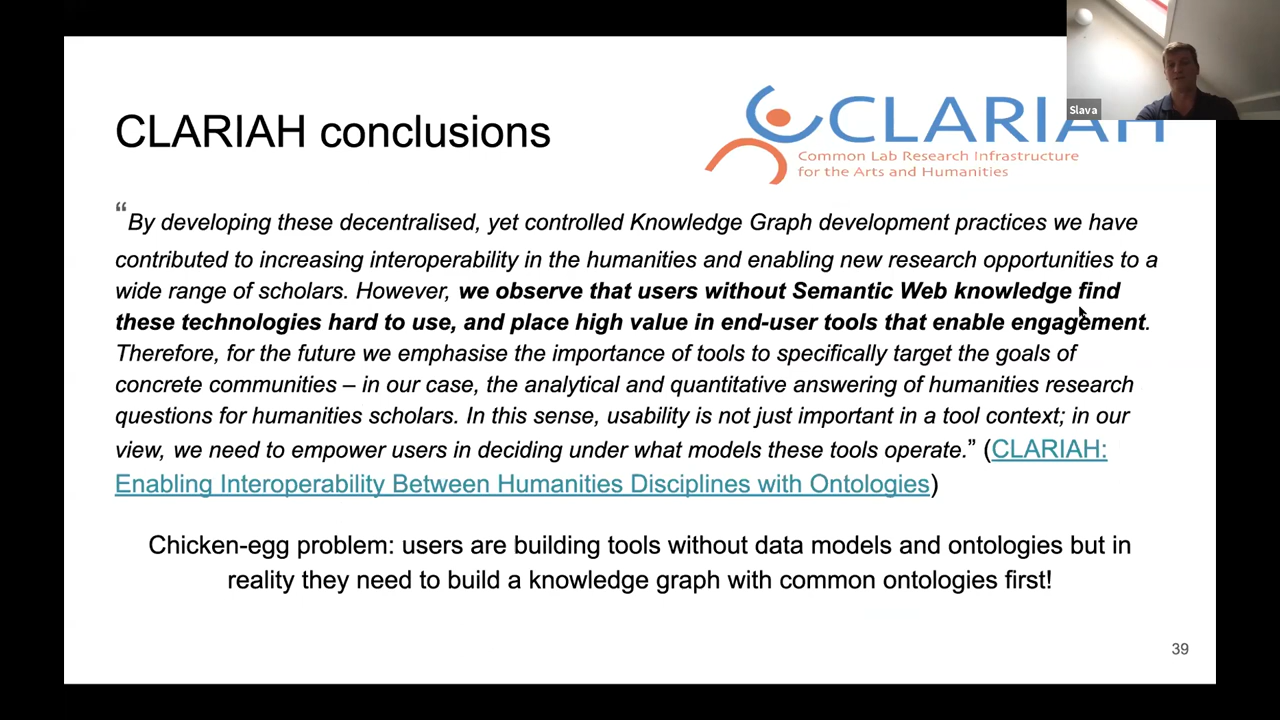 Slava
CLARIAH conclusions
CLARIAH
Common Lab Research Infrastructure
for the Arts and Humanities
“By developing these decentralised, yet controlled Knowledge Graph development practices we have
contributed to increasing interoperability in the humanities and enabling new research opportunities to a
wide range of scholars. However, we observe that users without Semantic Web knowledge find
these technologies hard to use, and place high value in end-user tools that enable engagement.
Therefore, for the future we emphasise the importance of tools to specifically target the goals of
concrete communities – in our case, the analytical and quantitative answering of humanities research
questions for humanities scholars. In this sense, usability is not just important in a tool context; in our
view, we need to empower users in deciding under what models these tools operate.” (CLARIAH:
Enabling Interoperability Between Humanities Disciplines with Ontologies)
Chicken-egg problem: users are building tools without data models and ontologies but in
reality they need to build a knowledge graph with common ontologies first!
39